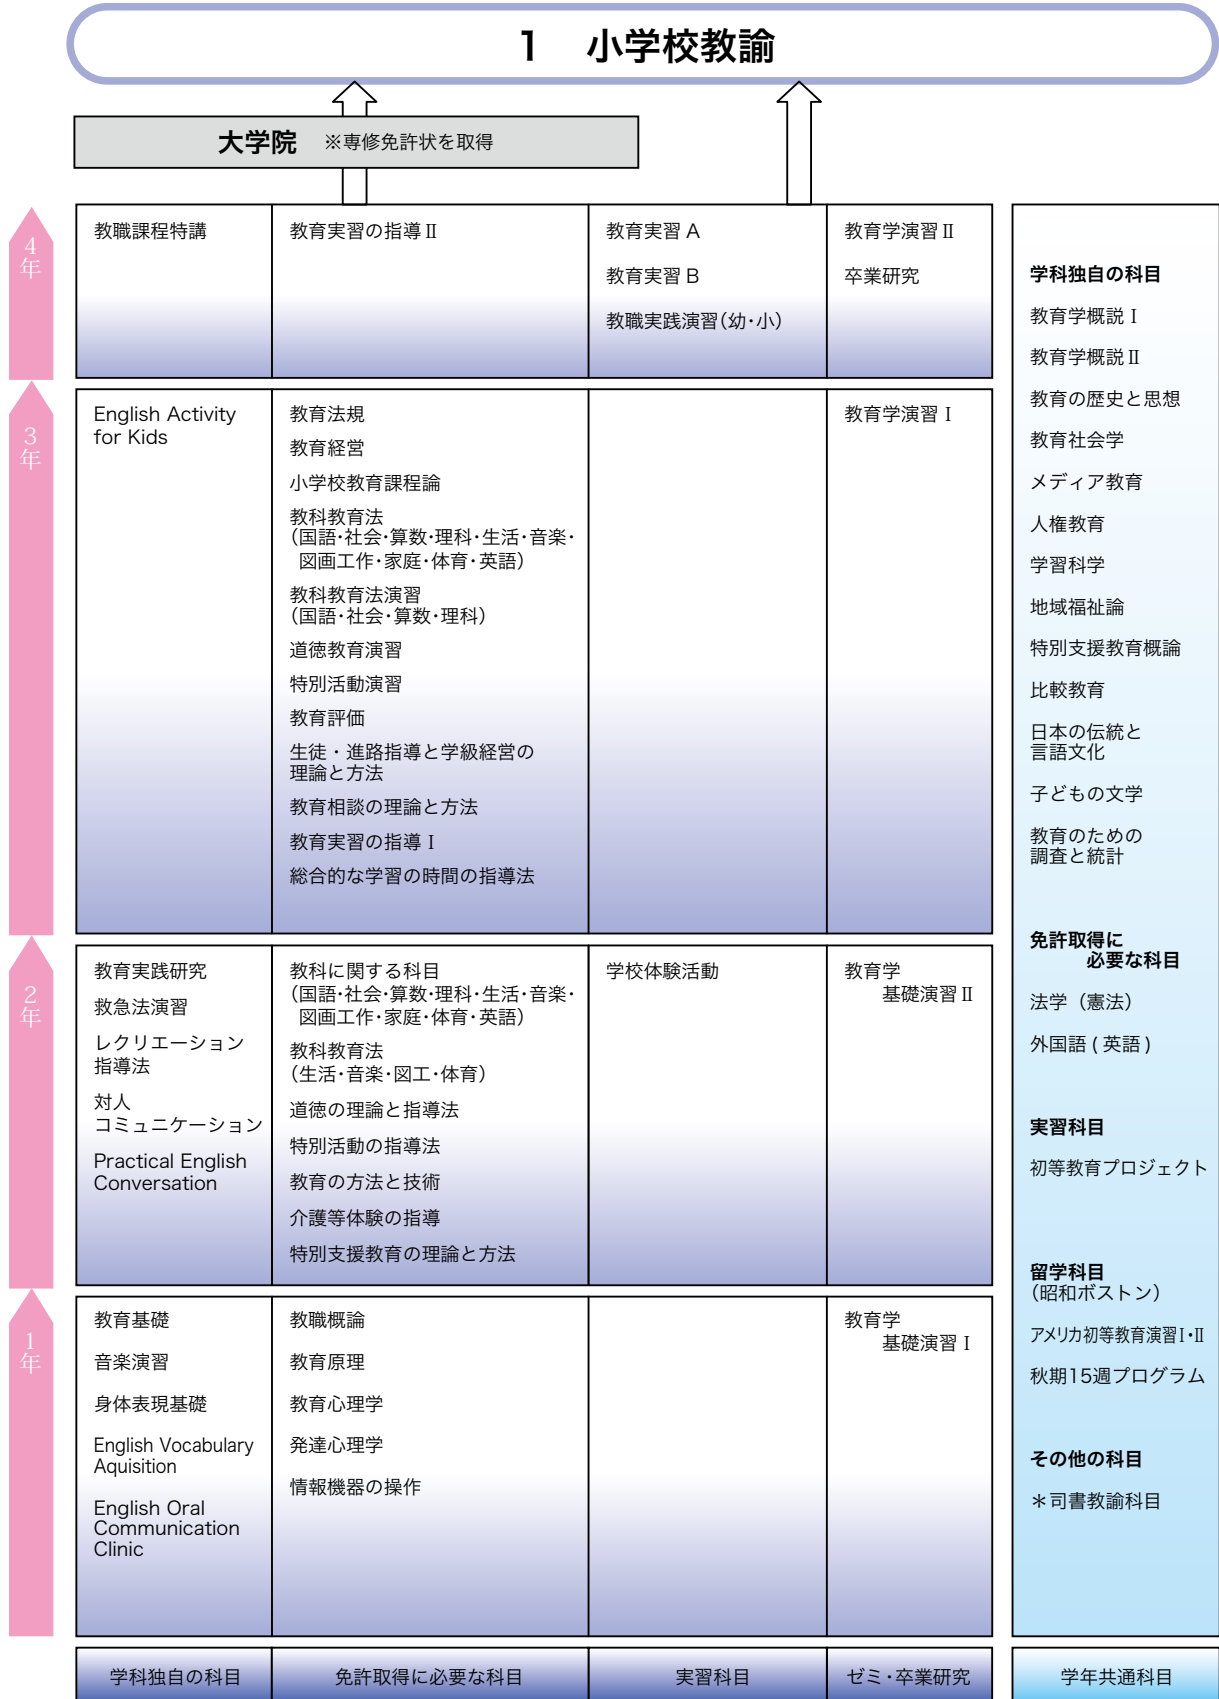 1 小学校教諭
大学院 ※専修免許状を取得
4年
教職課程特講
教育実習の指導Ⅱ
教育実習 A
教育実習 B
教職実践演習(幼・小)
教育学演習Ⅱ
卒業研究
3年
English Activity
for Kids
教育法規
教育経営
小学校教育課程論
教科教育法
(国語・社会・算数・理科・生活・音楽・
図画工作・家庭・体育・英語)
教科教育法演習
(国語・社会・算数・理科)
道徳教育演習
特別活動演習
教育評価
生徒・進路指導と学級経営の
理論と方法
教育相談の理論と方法
教育実習の指導Ⅰ
総合的な学習の時間の指導法
教育学演習Ⅰ
2年
教育実践研究
救急法演習
レクリエーション
指導法
対人
コミュニケーション
Practical English
Conversation
教科に関する科目
(国語・社会・算数・理科・生活・音楽・
図画工作・家庭・体育・英語)
教科教育法
(生活・音楽・図工・体育)
道徳の理論と指導法
特別活動の指導法
教育の方法と技術
介護等体験の指導
特別支援教育の理論と方法
学校体験活動
教育学
基礎演習Ⅱ
1年
教育基礎
音楽演習
身体表現基礎
English Vocabulary
Aquisition
English Oral
Communication
Clinic
教職概論
教育原理
教育心理学
発達心理学
情報機器の操作
教育学
基礎演習Ⅰ
学科独自の科目
免許取得に必要な科目
実習科目
ゼミ・卒業研究
学科独自の科目
教育学概説Ⅰ
教育学概説Ⅱ
教育の歴史と思想
教育社会学
メディア教育
人権教育
学習科学
地域福祉論
特別支援教育概論
比較教育
日本の伝統と
言語文化
子どもの文学
教育のための
調査と統計
免許取得に
必要な科目
法学(憲法)
外国語(英語)
実習科目
初等教育プロジェクト
留学科目
(昭和ボストン)
アメリカ初等教育演習Ⅰ・Ⅱ
秋期15週プログラム
その他の科目
＊司書教諭科目
学年共通科目